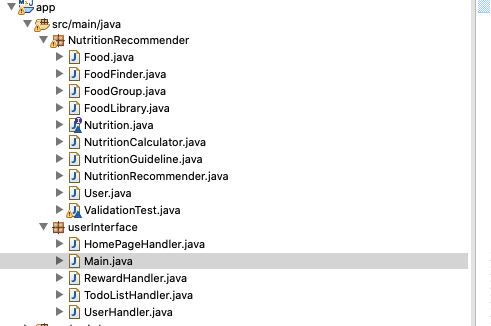 app
src/main/java
NutritionRecommender
Food.java
FoodFinder.java
FoodGroup.java
FoodLibrary.java
Nutrition.java
NutritionCalculator.java
NutritionGuideline.java
NutritionRecommender.java
User.java
ValidationTest.java
userInterface
HomePageHandler.java
Main.java
RewardHandler.java
TodoListHandler.java
UserHandler.java